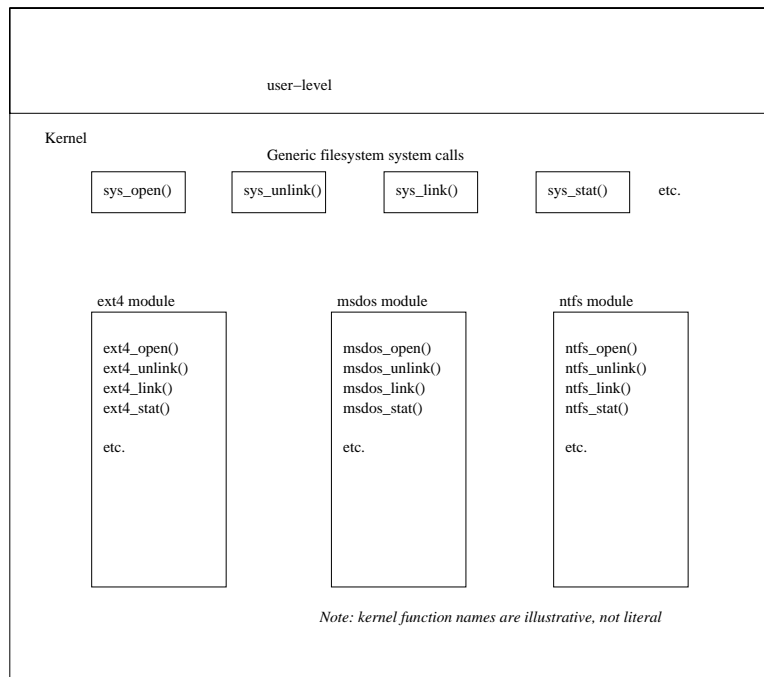 user−level
Kernel
Generic filesystem system calls
sys_open()
sys_unlink()
sys_link()
sys_stat()
etc.
ext4 module
ext4_open()
ext4_unlink()
ext4_link()
ext4_stat()
etc.
msdos module
msdos_open()
msdos_unlink()
msdos_link()
msdos_stat()
etc.
ntfs module
ntfs_open()
ntfs_unlink()
ntfs_link()
ntfs_stat()
etc.
Note: kernel function names are illustrative, not literal